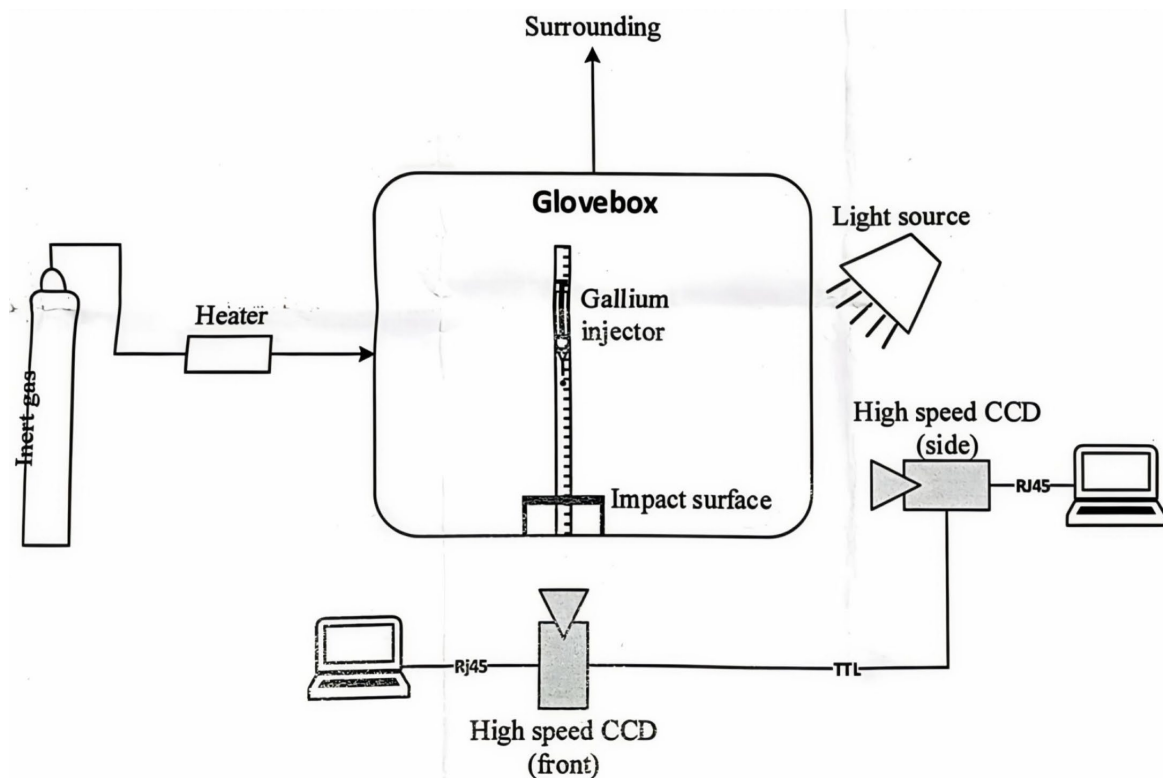 Surrounding
Glovebox
Light source
Gallium
injector
Heater
Inert gas
High speed CCD
(side)
RJ45
Impact surface
Rj45
TTL
High speed CCD
(front)